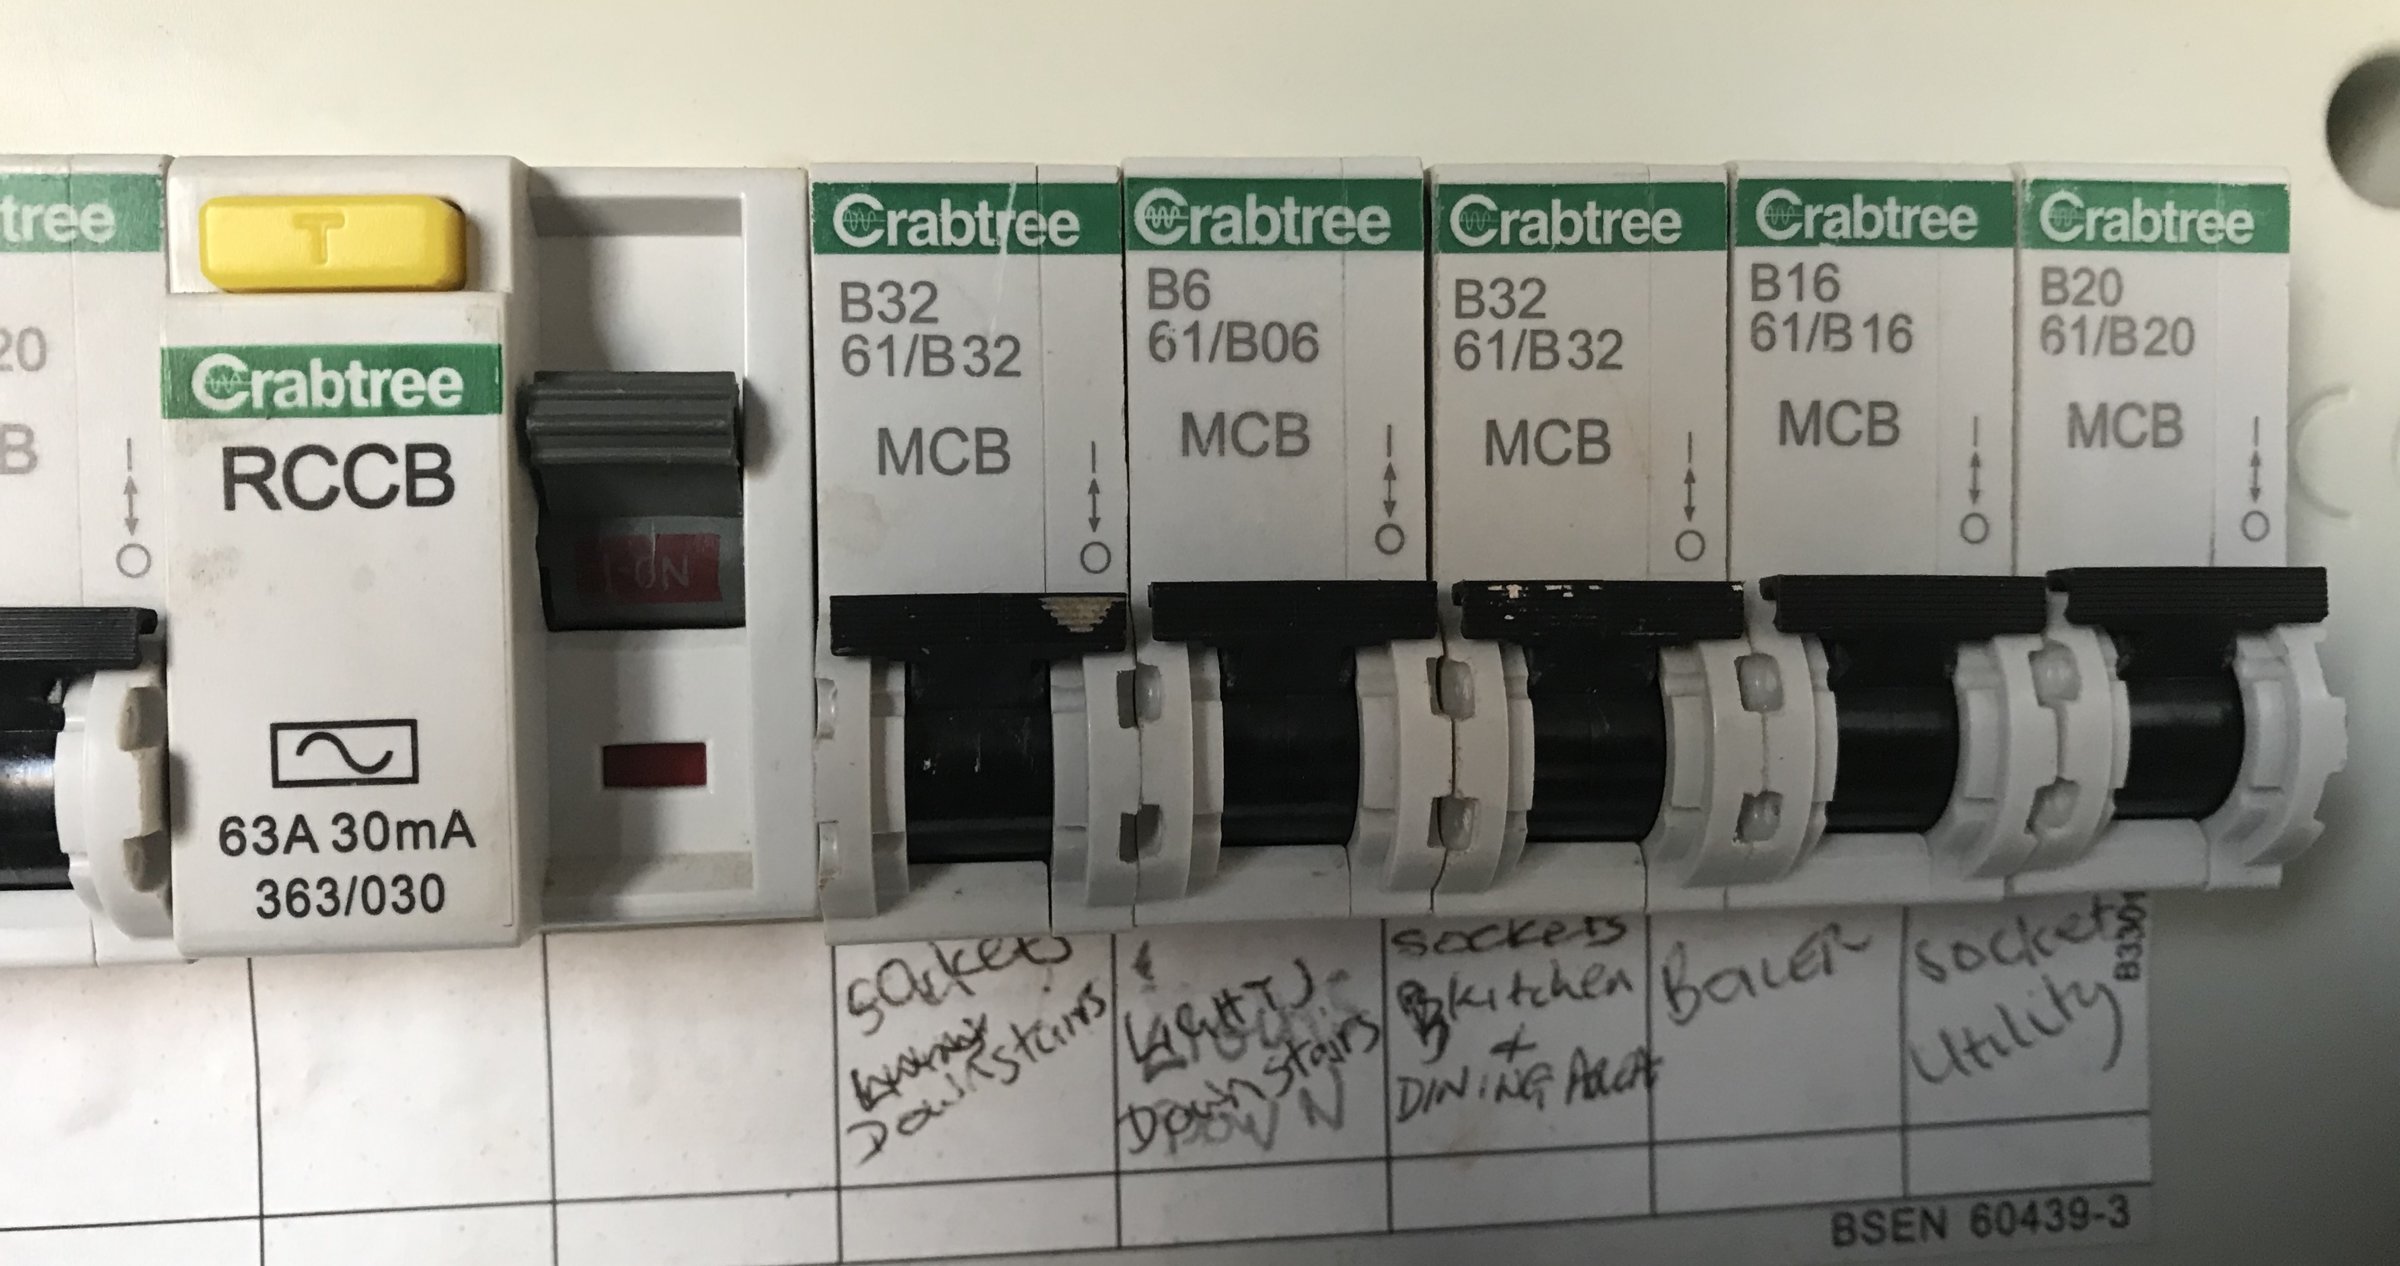 tree
20
B
T
Crabtree
RCCB
63A 30mA
363/030
I-ON
Crabtree
B32
61/B32
MCB
Crabtree
B6
61/B06
MCB
Crabtree
B32
61/B32
MCB
Crabtree
B16
61/B16
MCB
Crabtree
B20
61/B20
MCB
Sockets
Downstairs
LIGHTS
Downstairs
DOWN
Sockets
Kitchen
+
DINING AREA
BOILER
Sockets
Utility
BSEN 60439-3